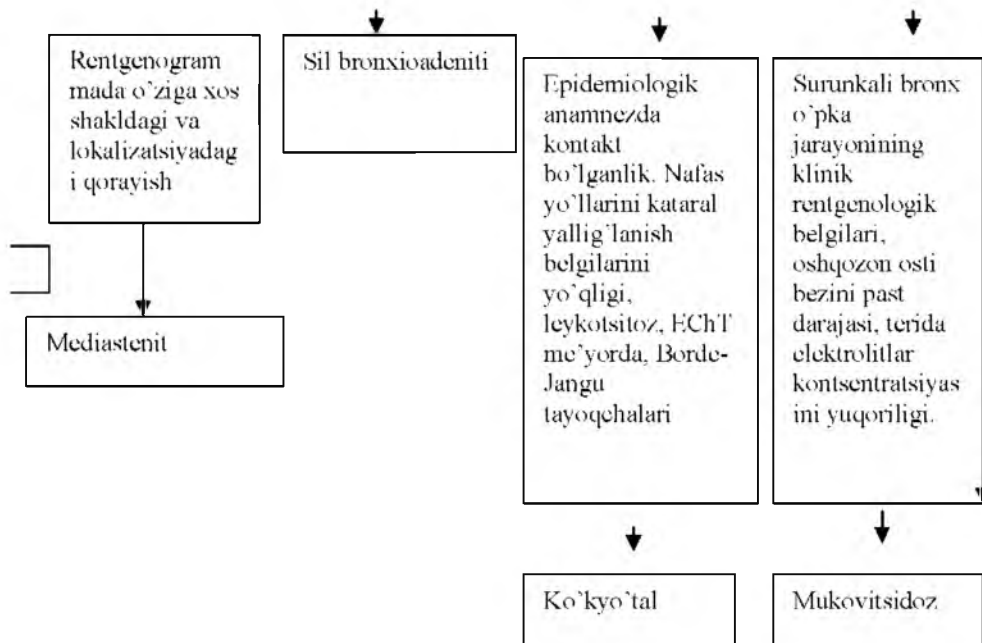 Rentgenogram
mada o`ziga xos
shakldagi va
lokalizatsiyadag
i qorayish
Mediastenit
Sil bronxioadeniti
Epidemiologik
anamnezda
kontakt
bo`lganlik. Nafas
yo`llarini kataral
yallig`lanish
belgilarini
yo`qligi,
leykotsitoz, EChT
me`yorda, Borde-
Jangu
tayoqchalari
Ko`kyo`tal
Surunkali bronx
o`pka
jarayonining
klinik
rentgenologik
belgilari,
oshqozon osti
bezini past
darajasi, terida
elektrolitlar
kontsentratsiyas
ini yuqoriligi.
Mukovitsidoz